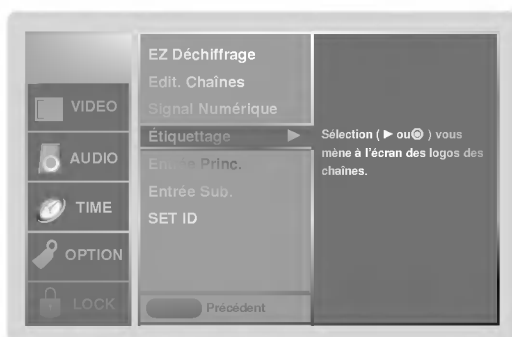 VIDEO
AUDIO
TIME
OPTION
LOCK
EZ Déchiffrage
Edit. Chaînes
Signal Numérique
Étiquettage ▶
Entrée Princ.
Entrée Sub.
SET ID
Précédent
Sélection ( ▶ ou◉ ) vous
mène à l'écran des logos des
chaînes.